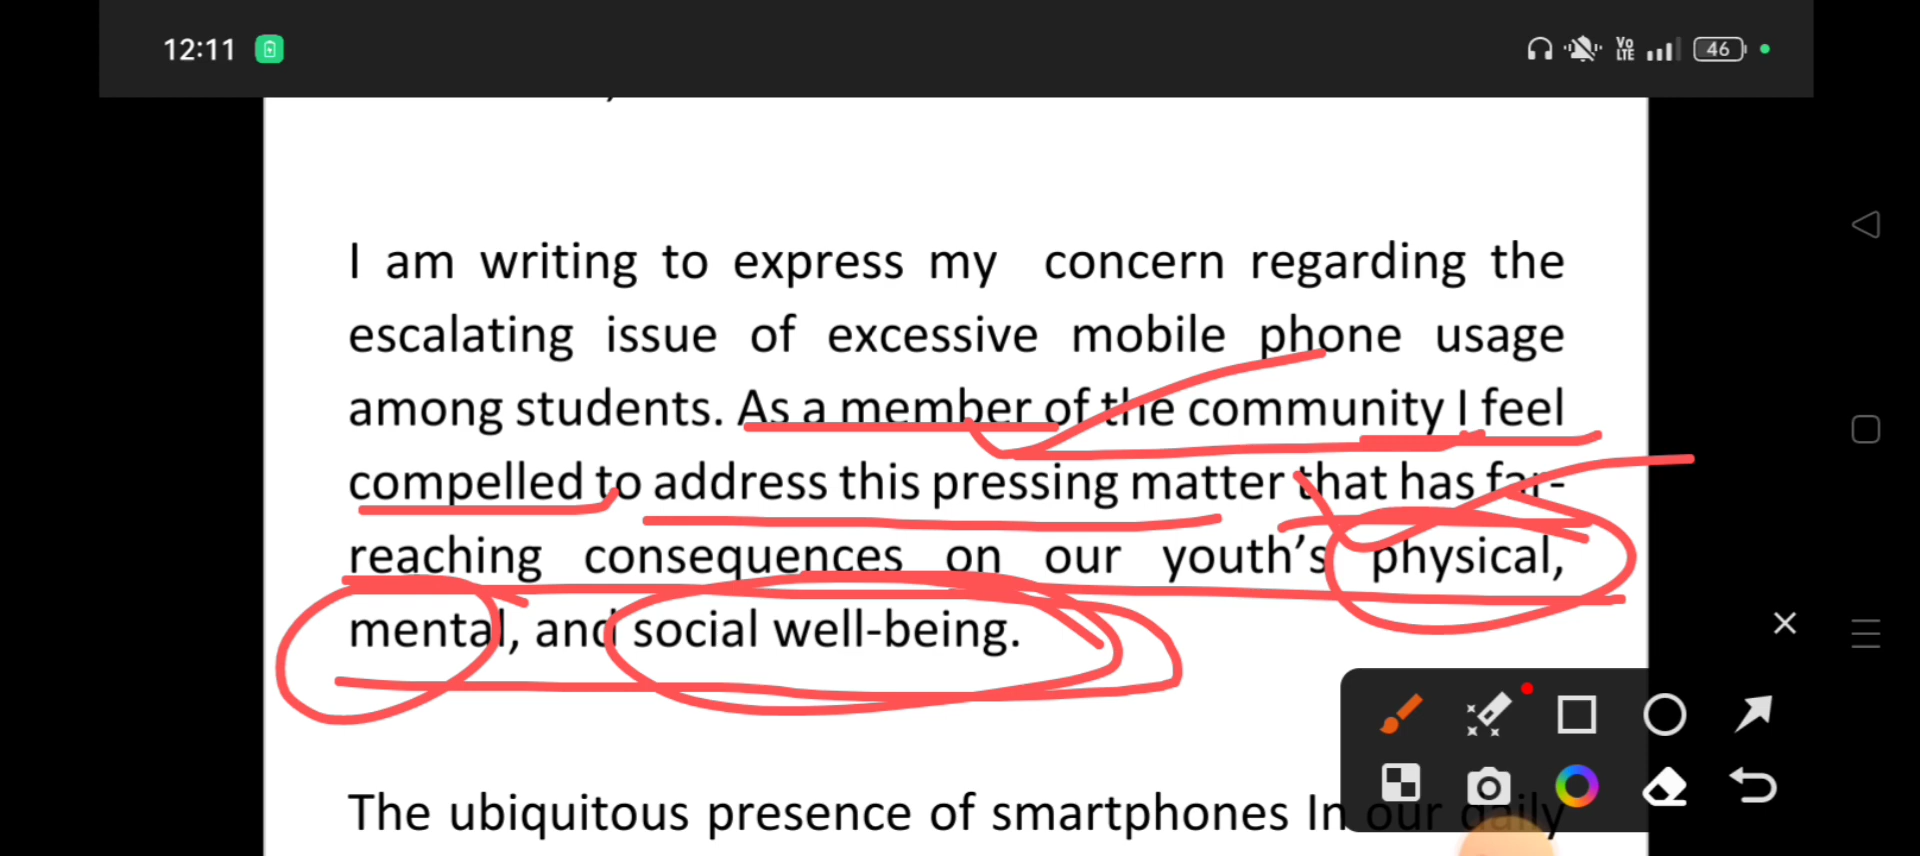 12:11
Vo
LTE
46
I am writing to express my concern regarding the
escalating issue of excessive mobile phone usage
among students. As a member of the community I feel
compelled to address this pressing matter that has far-
reaching consequences on our youth’s physical,
mental, and social well-being.
The ubiquitous presence of smartphones In our daily